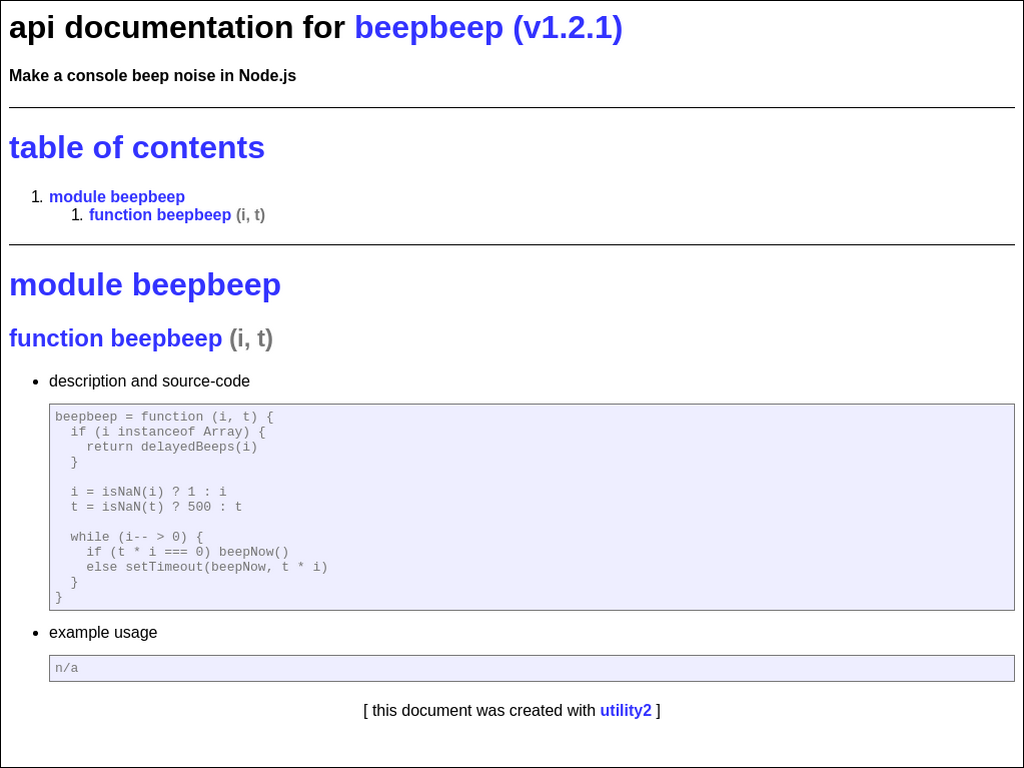 api documentation for beepbeep (v1.2.1)
Make a console beep noise in Node.js
table of contents
1. module beepbeep
1. function beepbeep (i, t)
module beepbeep
function beepbeep (i, t)
• description and source-code
beepbeep = function (i, t) {
  if (i instanceof Array) {
    return delayedBeeps(i)
  }

  i = isNaN(i) ? 1 : i
  t = isNaN(t) ? 500 : t

  while (i-- > 0) {
    if (t * i === 0) beepNow()
    else setTimeout(beepNow, t * i)
  }
}
• example usage
n/a
[ this document was created with utility2 ]